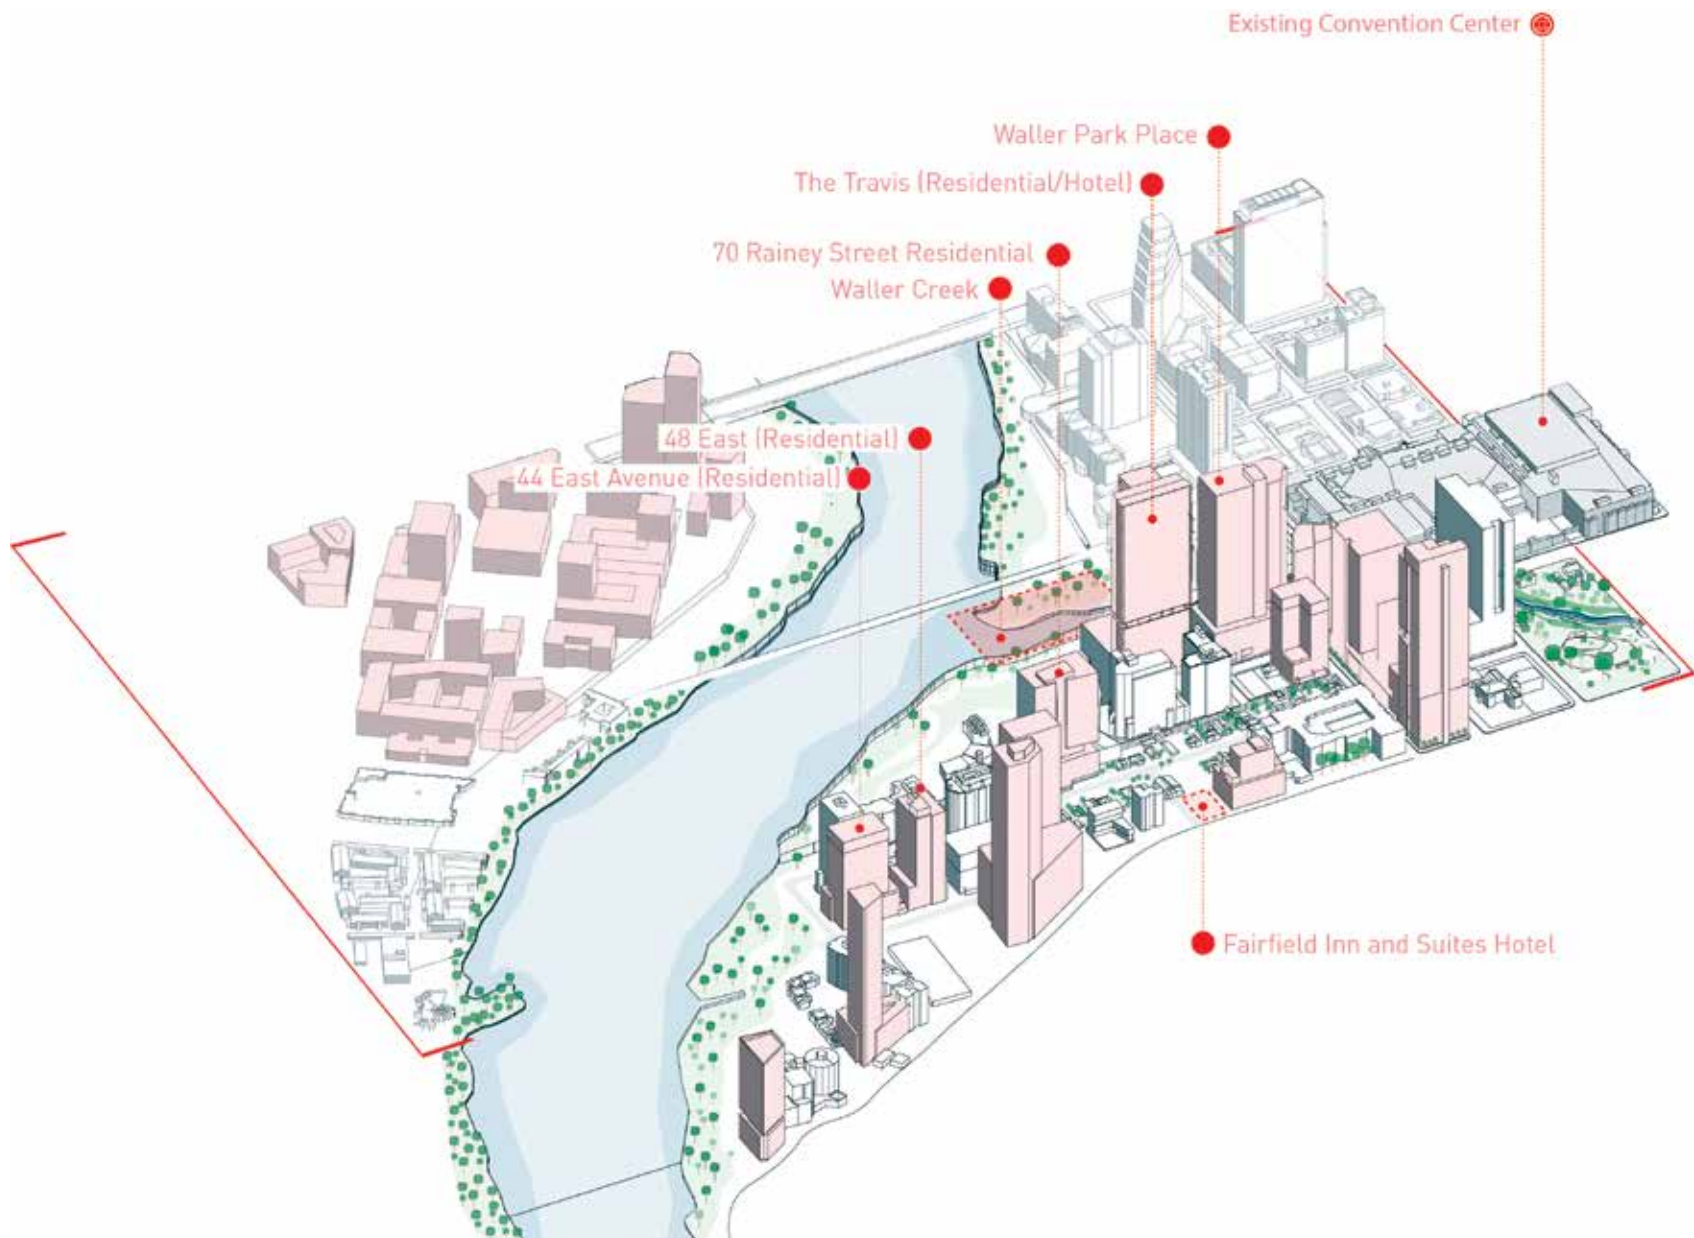 Existing Convention Center
Waller Park Place
The Travis (Residential/Hotel)
70 Rainey Street Residential
Waller Creek
48 East (Residential)
44 East Avenue (Residential)
Fairfield Inn and Suites Hotel